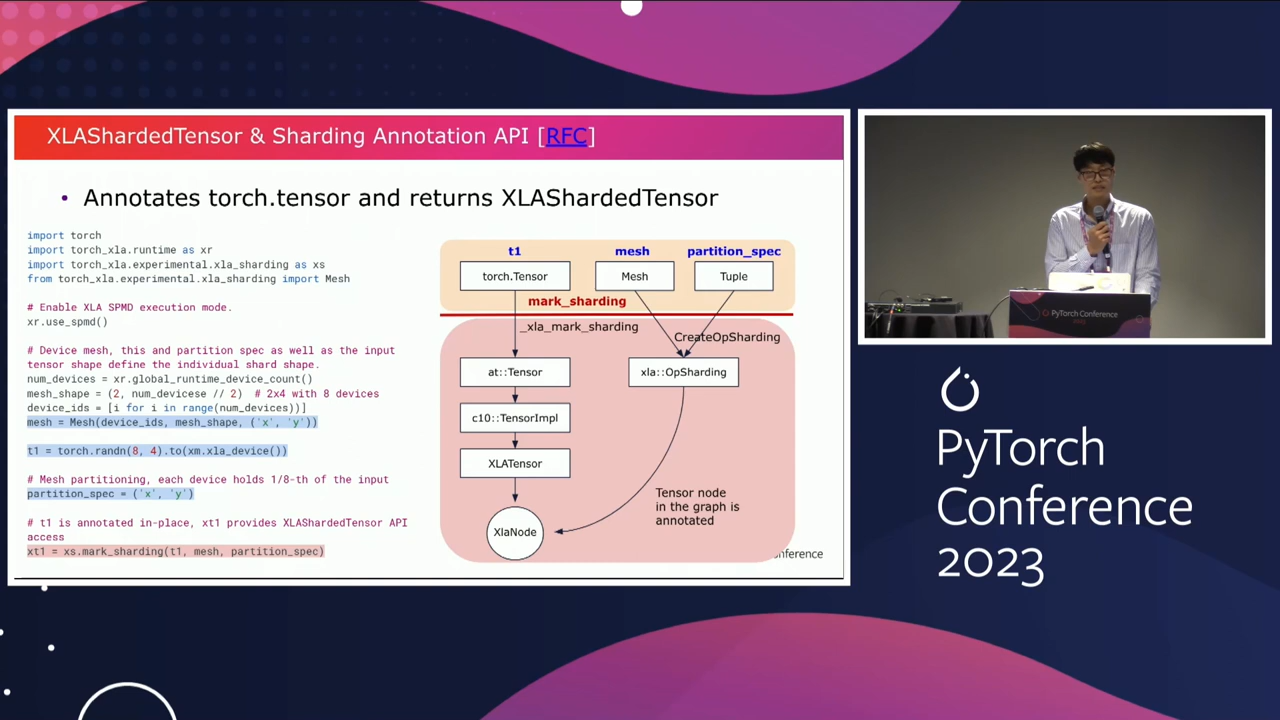 XLAShardedTensor & Sharding Annotation API [RFC]
• Annotates torch.tensor and returns XLAShardedTensor
import torch
import torch_xla.runtime as xr
import torch_xla.experimental.xla_sharding as xs
from torch_xla.experimental.xla_sharding import Mesh
# Enable XLA SPMD execution mode.
xr.use_spmd()
# Device mesh, this and partition spec as well as the input
tensor shape define the individual shard shape.
num_devices = xr.global_runtime_device_count()
mesh_shape = (2, num_devicese // 2)  # 2x4 with 8 devices
device_ids = [i for i in range(num_devices))]
mesh = Mesh(device_ids, mesh_shape, ('x', 'y'))
t1 = torch.randn(8, 4).to(xm.xla_device())
# Mesh partitioning, each device holds 1/8-th of the input
partition_spec = ('x', 'y')
# t1 is annotated in-place, xt1 provides XLAShardedTensor API
access
xt1 = xs.mark_sharding(t1, mesh, partition_spec)
t1 mesh partition_spec
torch.Tensor Mesh Tuple
mark_sharding
_xla_mark_sharding
CreateOpSharding
at::Tensor xla::OpSharding
c10::TensorImpl
XLATensor
Tensor node
in the graph is
annotated
XlaNode
nference
PyTorch Conference
2023
PyTorch
Conference
2023